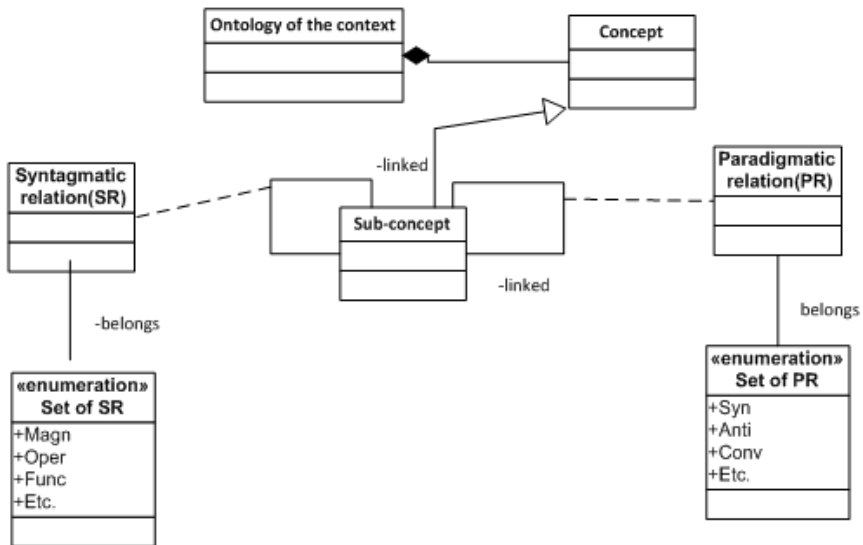 Ontology of the context
Concept
-linked
Syntagmatic
relation(SR)
Paradigmatic
relation(PR)
Sub-concept
-linked
-belongs
belongs
«enumeration»
Set of SR
+Magn
+Oper
+Func
+Etc.
«enumeration»
Set of PR
+Syn
+Anti
+Conv
+Etc.